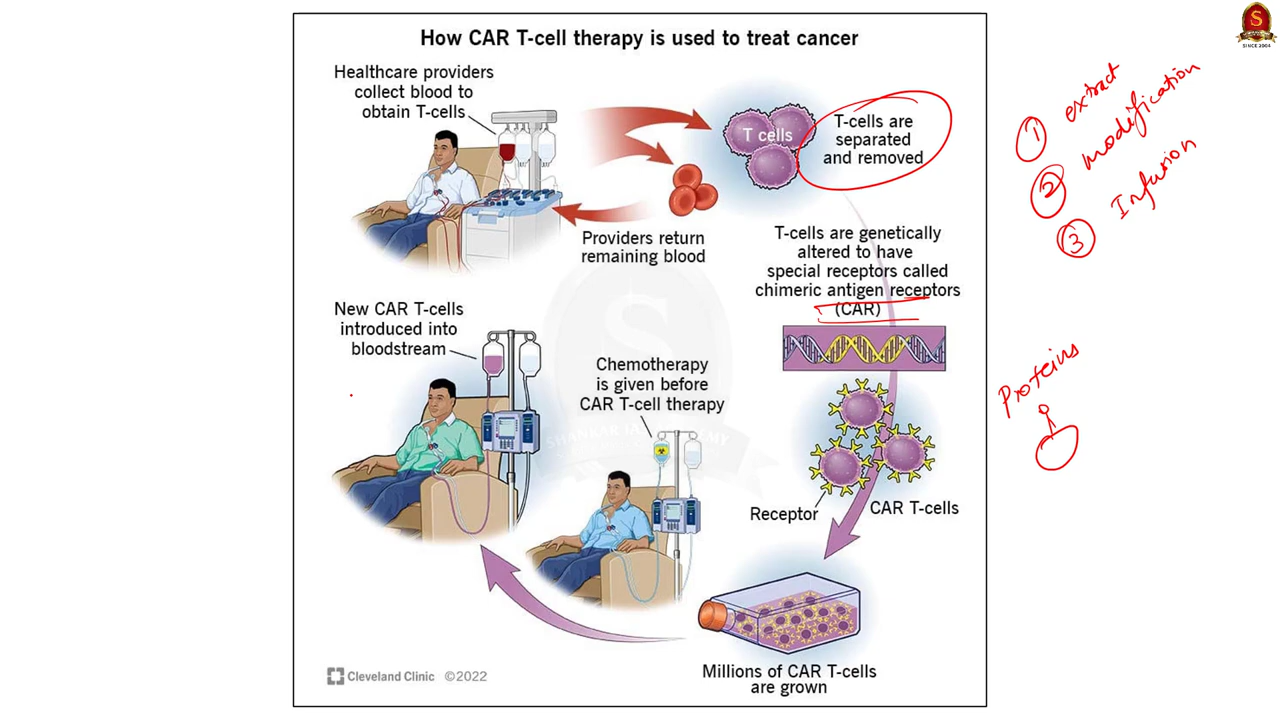 How CAR T-cell therapy is used to treat cancer
Healthcare providers
collect blood to
obtain T-cells
T cells
T-cells are
separated
and removed
Providers return
remaining blood
T-cells are genetically
altered to have
special receptors called
chimeric antigen receptors
(CAR)
New CAR T-cells
introduced into
bloodstream
Chemotherapy
is given before
CAR T-cell therapy
Receptor
CAR T-cells
Millions of CAR T-cells
are grown
Cleveland Clinic ©2022
① extract
② modification
③ Infusion
Proteins
S
SINCE 2004
S
SHANKAR IAS ACADEMY